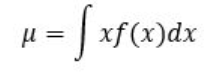 μ = ∫ xf(x)dx